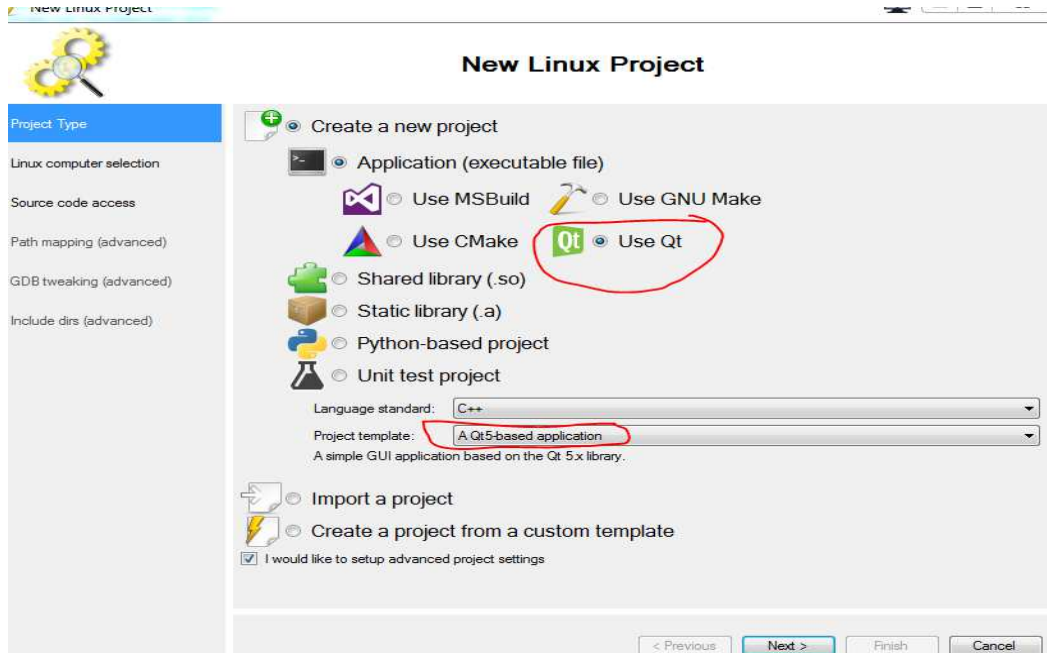 New Linux Project
New Linux Project
Project Type
Linux computer selection
Source code access
Path mapping (advanced)
GDB tweaking (advanced)
Include dirs (advanced)
Create a new project
Application (executable file)
Use MSBuild Use GNU Make
Use CMake Qt Use Qt
Shared library (.so)
Static library (.a)
Python-based project
Unit test project
Language standard: C++
Project template: A Qt5-based application
A simple GUI application based on the Qt 5.x library.
Import a project
Create a project from a custom template
I would like to setup advanced project settings
< Previous Next > Finish Cancel